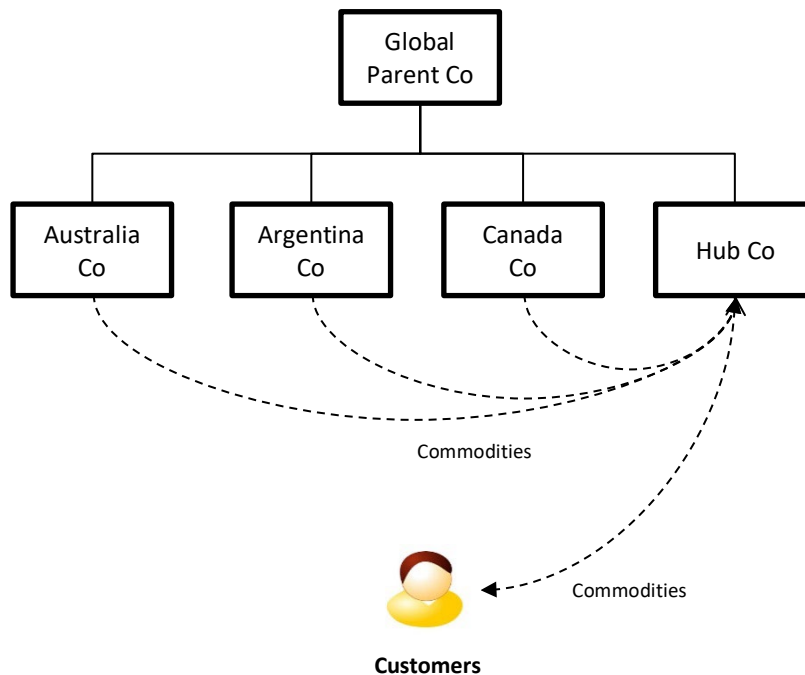 Global
Parent Co
Australia
Co
Argentina
Co
Canada
Co
Hub Co
Commodities
Commodities
Customers